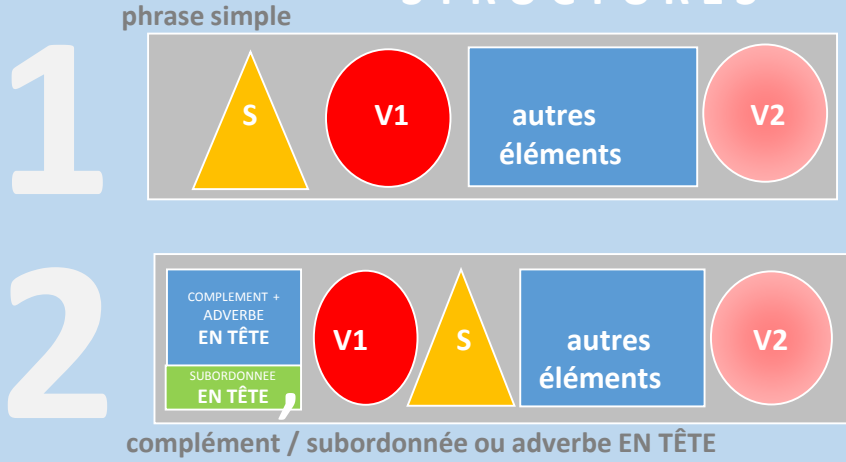 phrase simple
1
S
V1
autres
éléments
V2
2
COMPLEMENT +
ADVERBE
EN TÊTE
SUBORDONNEE
EN TÊTE ,
V1
S
autres
éléments
V2
complément / subordonnée ou adverbe EN TÊTE